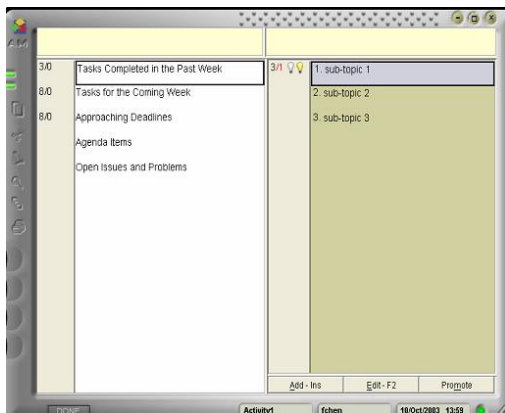 AM
3/0 Tasks Completed in the Past Week
8/0 Tasks for the Coming Week
8/0 Approaching Deadlines
Agenda Items
Open Issues and Problems
3/1 1. sub-topic 1
2. sub-topic 2
3. sub-topic 3
Add - Ins Edit - F2 Promote
DONE Activity1 fchen 18/Oct/2003 13:59